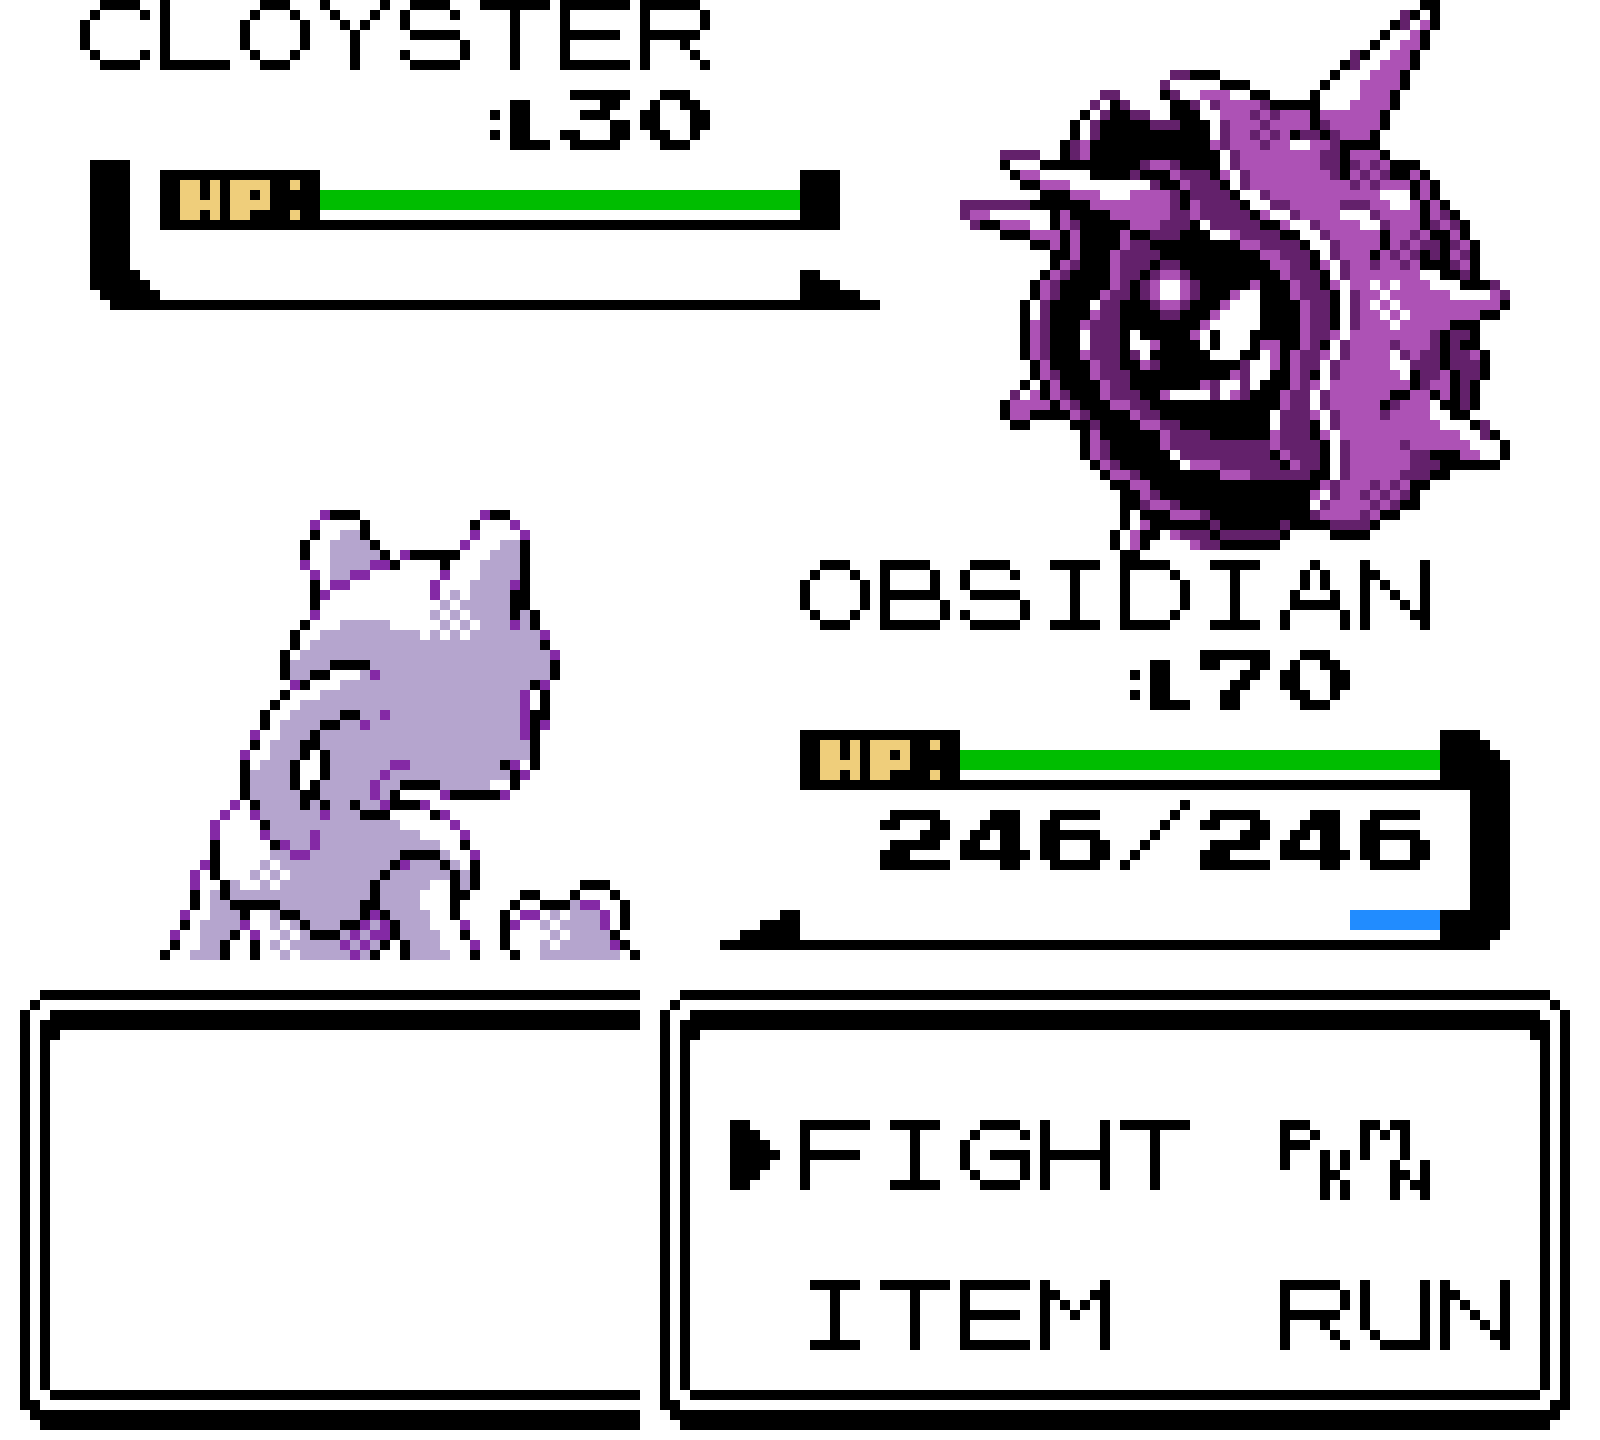 CLOYSTER
:L30
HP:
OBSIDIAN
:L70
HP:
246/246
▶FIGHT PKMN
ITEM RUN